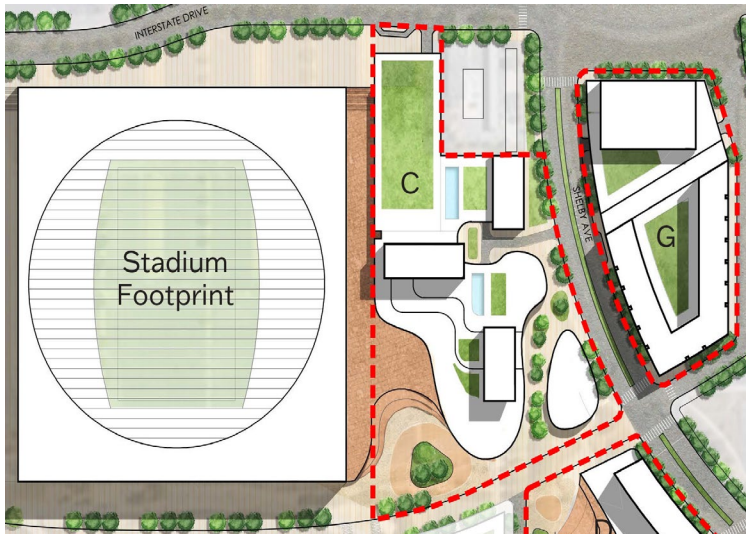 INTERSTATE DRIVE
C
SHELBY AVE
G
Stadium
Footprint